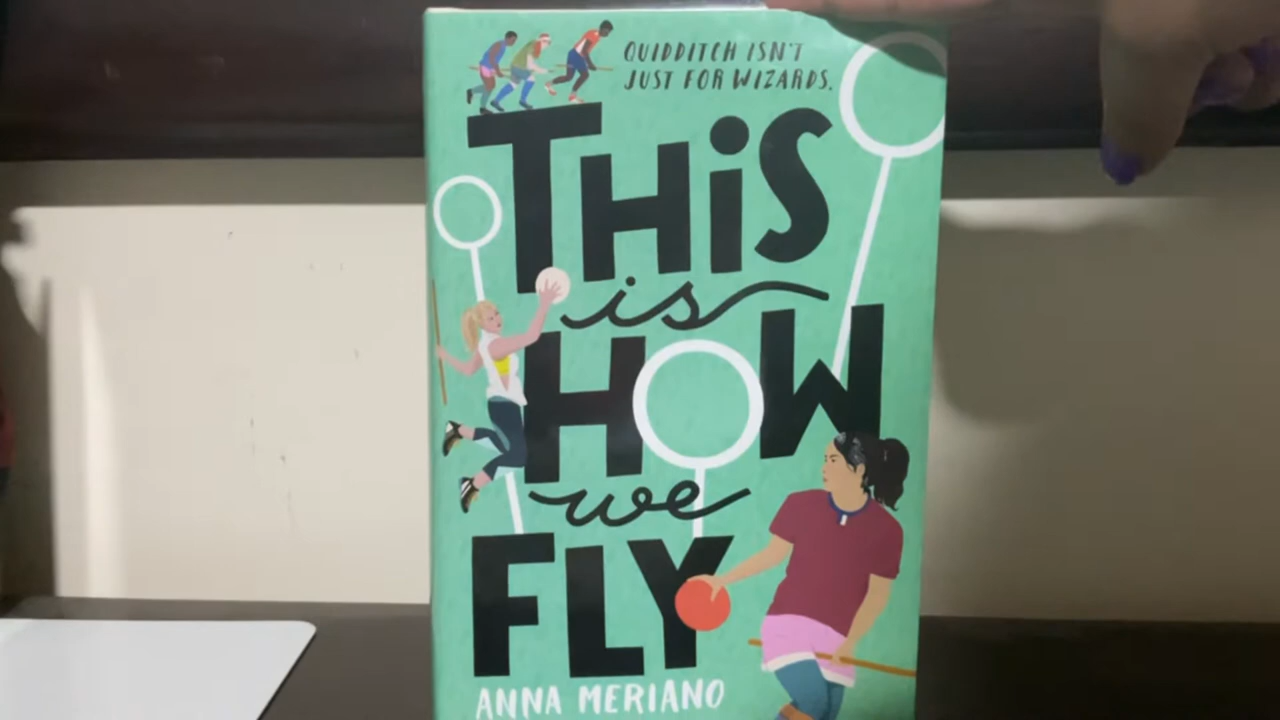 QUIDDITCH ISN'T
JUST FOR WIZARDS.
THiS
is
HOW
we
FLY
ANNA MERIANO